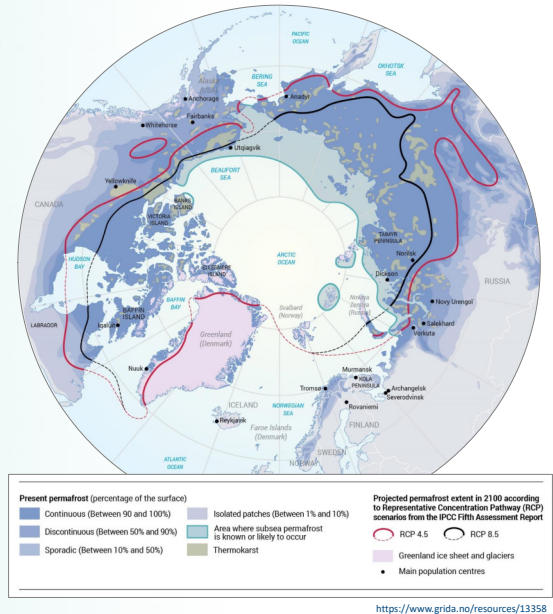 PACIFIC
OCEAN
OKHOTSK
SEA
BERING
SEA
Alaska
Anchorage
Anadyr
Fairbanks
Whitehorse
Utqiagvik
Yellowknife
BEAUFORT
SEA
BANKS
ISLAND
CANADA
VICTORIA
ISLAND
TAIMYR
PENINSULA
HUDSON
BAY
ARCTIC
OCEAN
Norilsk
ELLESMERE
ISLAND
Dickson
RUSSIA
BAFFIN
BAY
Svalbard
(Norway)
Novaya
Zemlya
(Russia)
Novy Urengoi
BAFFIN
ISLAND
LABRADOR
Iqaluit
Greenland
(Denmark)
Salekhard
Vorkuta
Nuuk
Murmansk
KOLA
PENINSULA
Tromsø
Archangelsk
Severodvinsk
ICELAND
NORWEGIAN
SEA
Rovaniemi
Reykjavik
Faroe Islands
(Denmark)
FINLAND
SWEDEN
ATLANTIC
OCEAN
NORWAY
Present permafrost (percentage of the surface)
Continuous (Between 90 and 100%)
Discontinuous (Between 50% and 90%)
Sporadic (Between 10% and 50%)
Isolated patches (Between 1% and 10%)
Area where subsea permafrost
is known or likely to occur
Thermokarst
Projected permafrost extent in 2100 according
to Representative Concentration Pathway (RCP)
scenarios from the IPCC Fifth Assessment Report
RCP 4.5
RCP 8.5
Greenland ice sheet and glaciers
Main population centres
https://www.grida.no/resources/13358